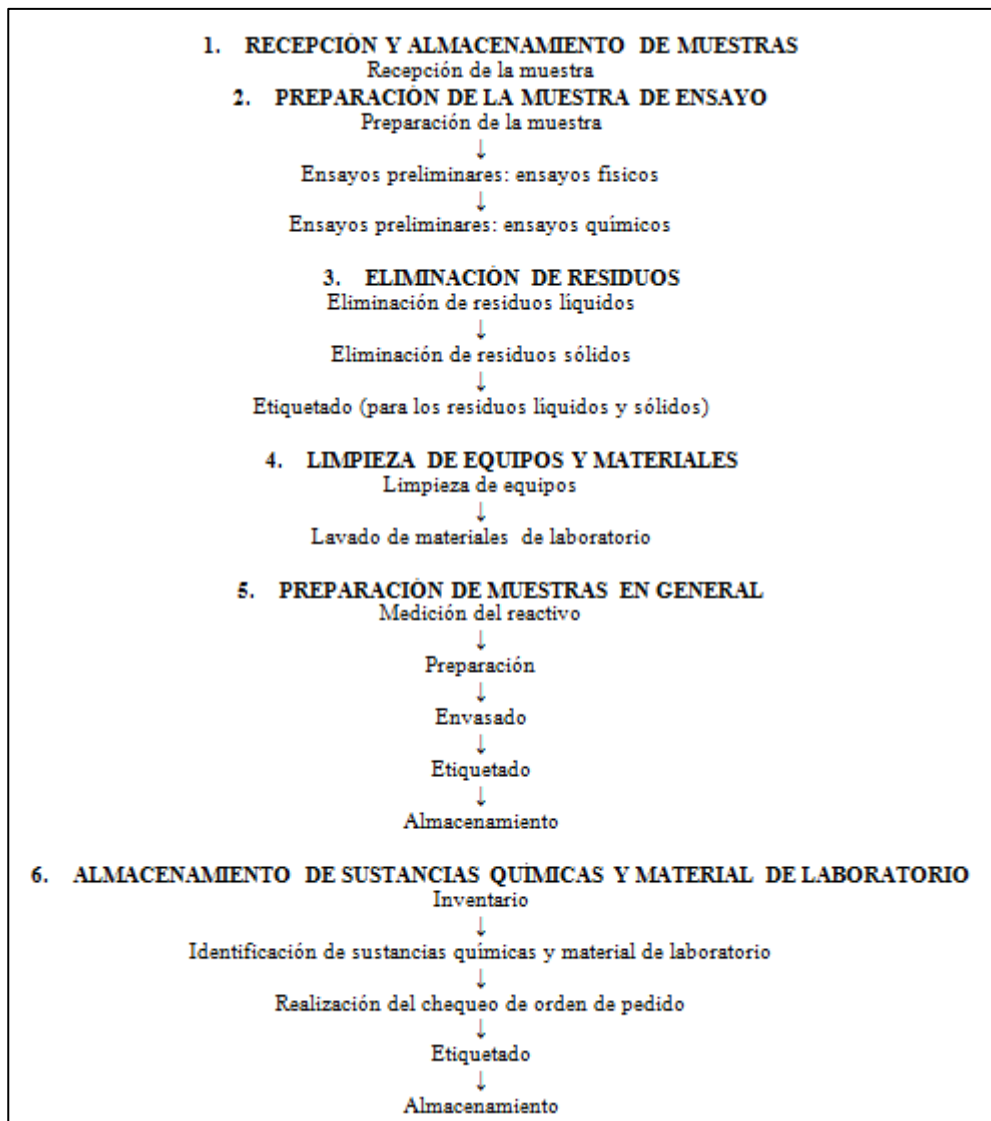 1. RECEPCIÓN Y ALMACENAMIENTO DE MUESTRAS
Recepción de la muestra
2. PREPARACIÓN DE LA MUESTRA DE ENSAYO
Preparación de la muestra
↓
Ensayos preliminares: ensayos físicos
↓
Ensayos preliminares: ensayos químicos
3. ELIMINACIÓN DE RESIDUOS
Eliminación de residuos líquidos
↓
Eliminación de residuos sólidos
↓
Etiquetado (para los residuos líquidos y sólidos)
4. LIMPIEZA DE EQUIPOS Y MATERIALES
Limpieza de equipos
↓
Lavado de materiales de laboratorio
5. PREPARACIÓN DE MUESTRAS EN GENERAL
Medición del reactivo
↓
Preparación
↓
Envasado
↓
Etiquetado
↓
Almacenamiento
6. ALMACENAMIENTO DE SUSTANCIAS QUÍMICAS Y MATERIAL DE LABORATORIO
Inventario
↓
Identificación de sustancias químicas y material de laboratorio
↓
Realización del chequeo de orden de pedido
↓
Etiquetado
↓
Almacenamiento